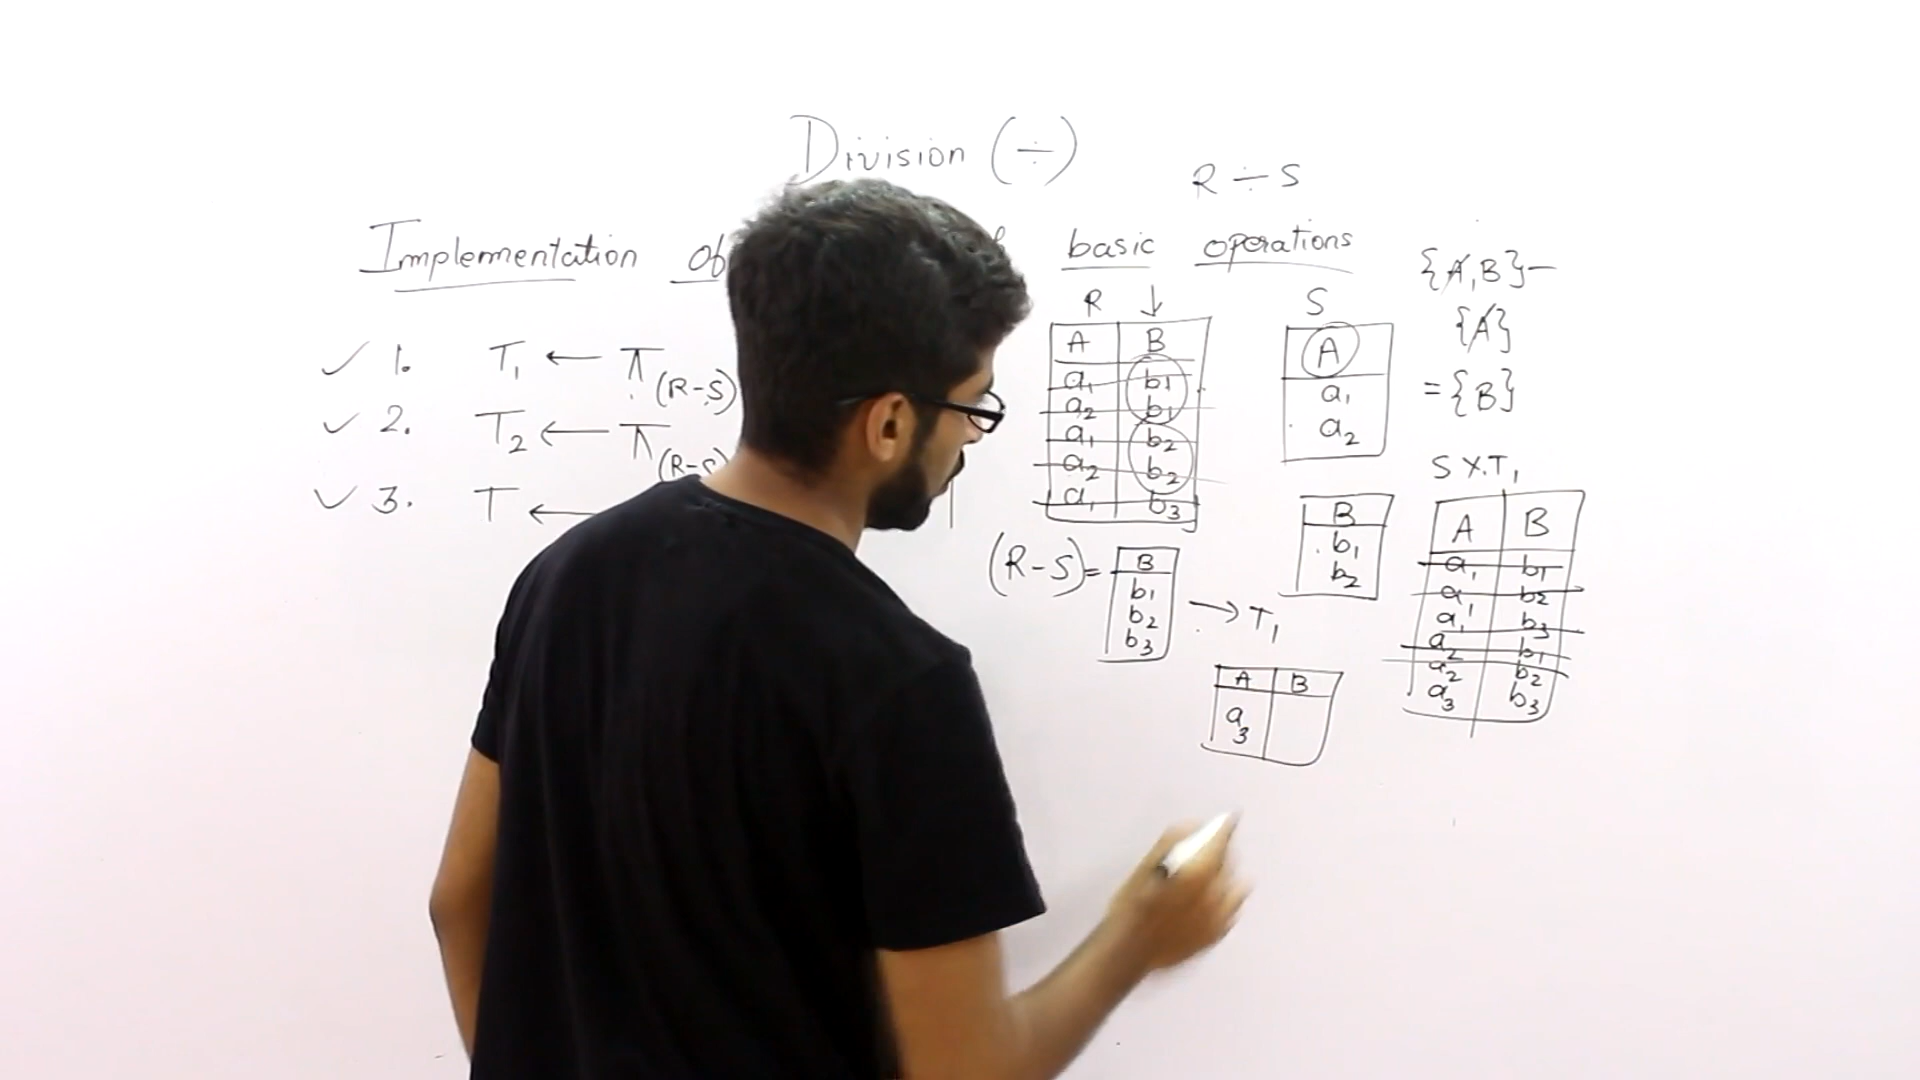 Division (÷)
R ÷ S
Implementation of basic operations
{A,B}-
{A}
={B}
✓ 1. T1 ← π(R-S)
✓ 2. T2 ← π(R-S)
✓ 3. T ←
R ↓
A B
a1 b1
a2 b1
a1 b2
a2 b2
a1 b3
S
A
a1
a2
(R-S)=
B
b1
b2
b3
→ T1
B
b1
b2
S X T1
A B
a1 b1
a1 b2
a1 b3
a2 b1
a2 b2
a3 b3
A B
a3